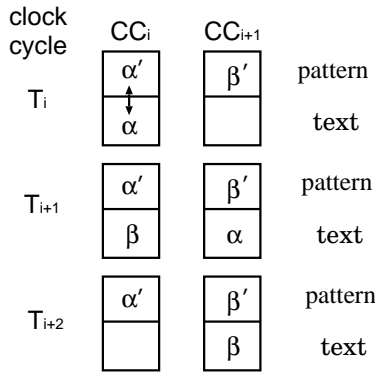 clock
cycle CCᵢ CCᵢ₊₁
α′ β′ pattern
Tᵢ
α text
α′ β′ pattern
Tᵢ₊₁
β α text
α′ β′ pattern
Tᵢ₊₂
β text